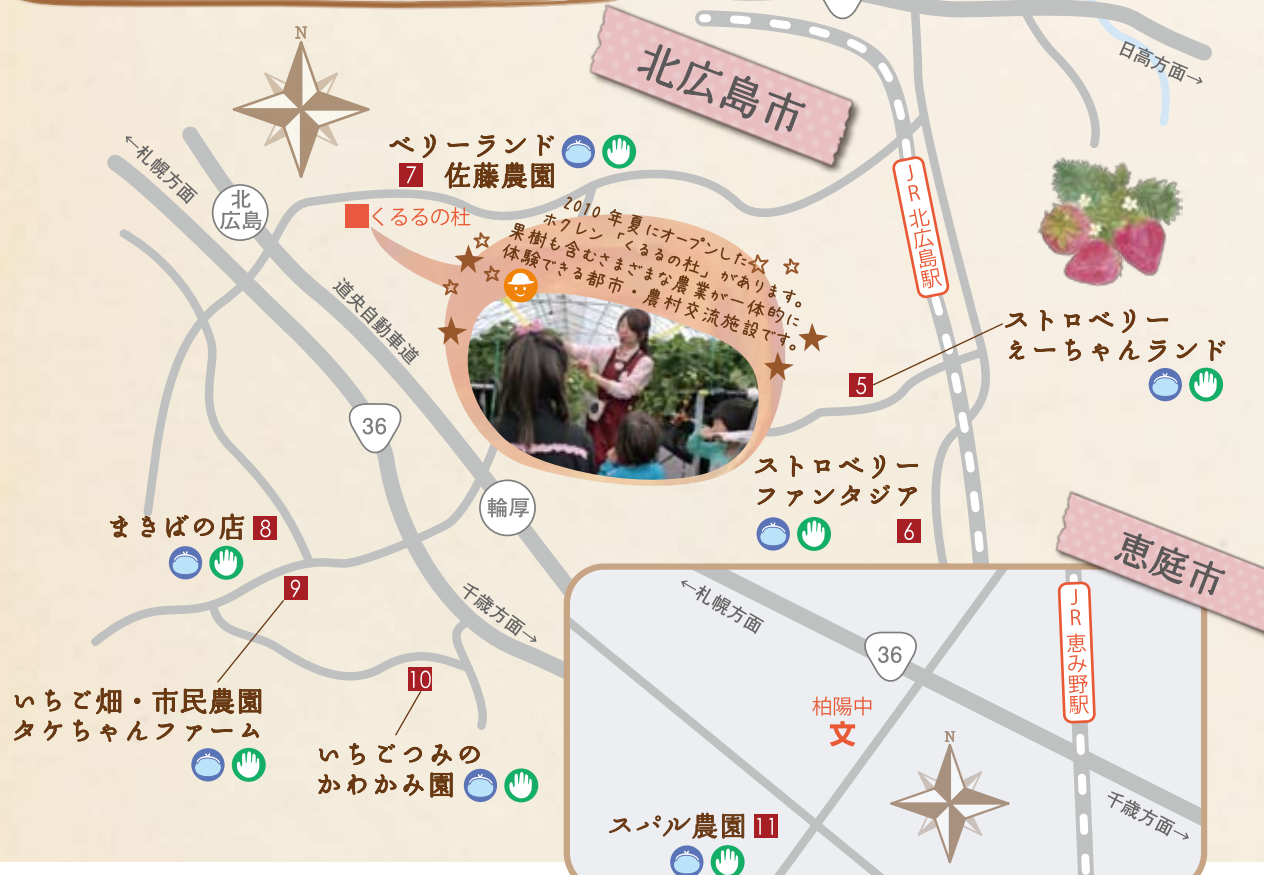 N
北広島市
日高方面→
←札幌方面
北
広島
ベリーランド
7 佐藤農園
くるるの杜
2010年夏にオープンした
ホクレン「くるるの杜」があります。
果樹も含むさまざまな農業が一体的に
体験できる都市・農村交流施設です。
JR北広島駅
道央自動車道
ストロベリー
えーちゃんランド
5
36
輪厚
ストロベリー
ファンタジア
6
まきばの店 8
9
千歳方面→
いちご畑・市民農園
タケちゃんファーム
10
いちごつみの
かわかみ園
恵庭市
←札幌方面
36
JR恵み野駅
柏陽中
文
N
千歳方面→
スパル農園 11